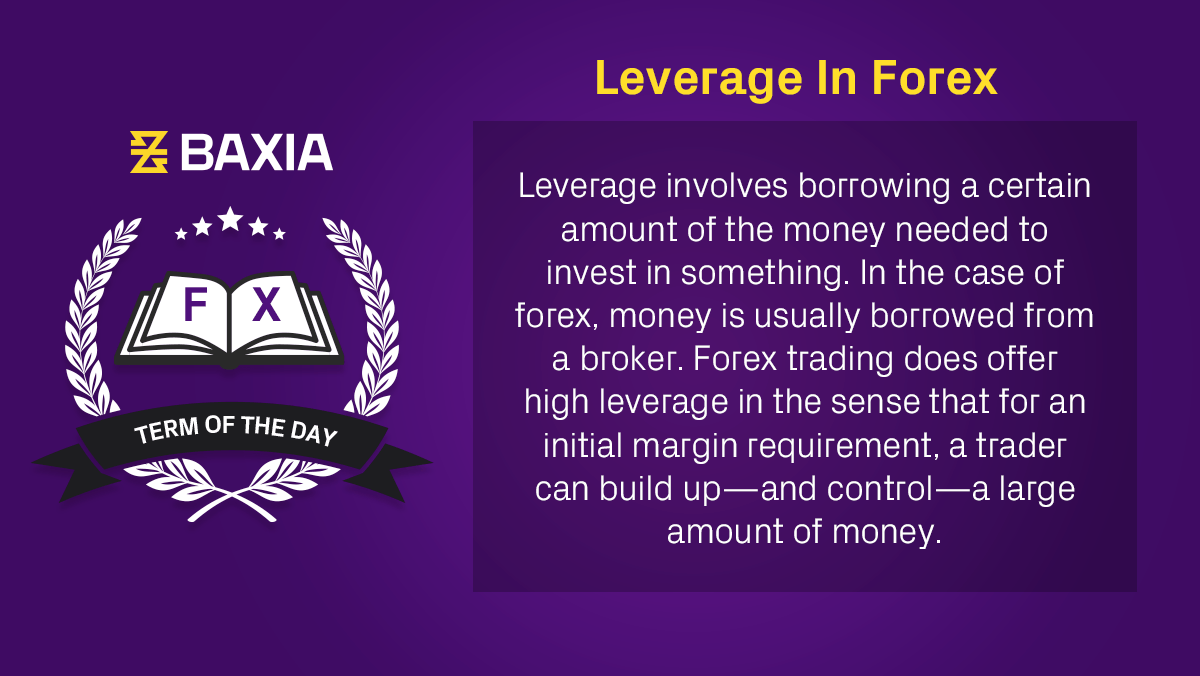 Leverage In Forex
BAXIA
F X
TERM OF THE DAY
Leverage involves borrowing a certain
amount of the money needed to
invest in something. In the case of
forex, money is usually borrowed from
a broker. Forex trading does offer
high leverage in the sense that for an
initial margin requirement, a trader
can build up—and control—a large
amount of money.